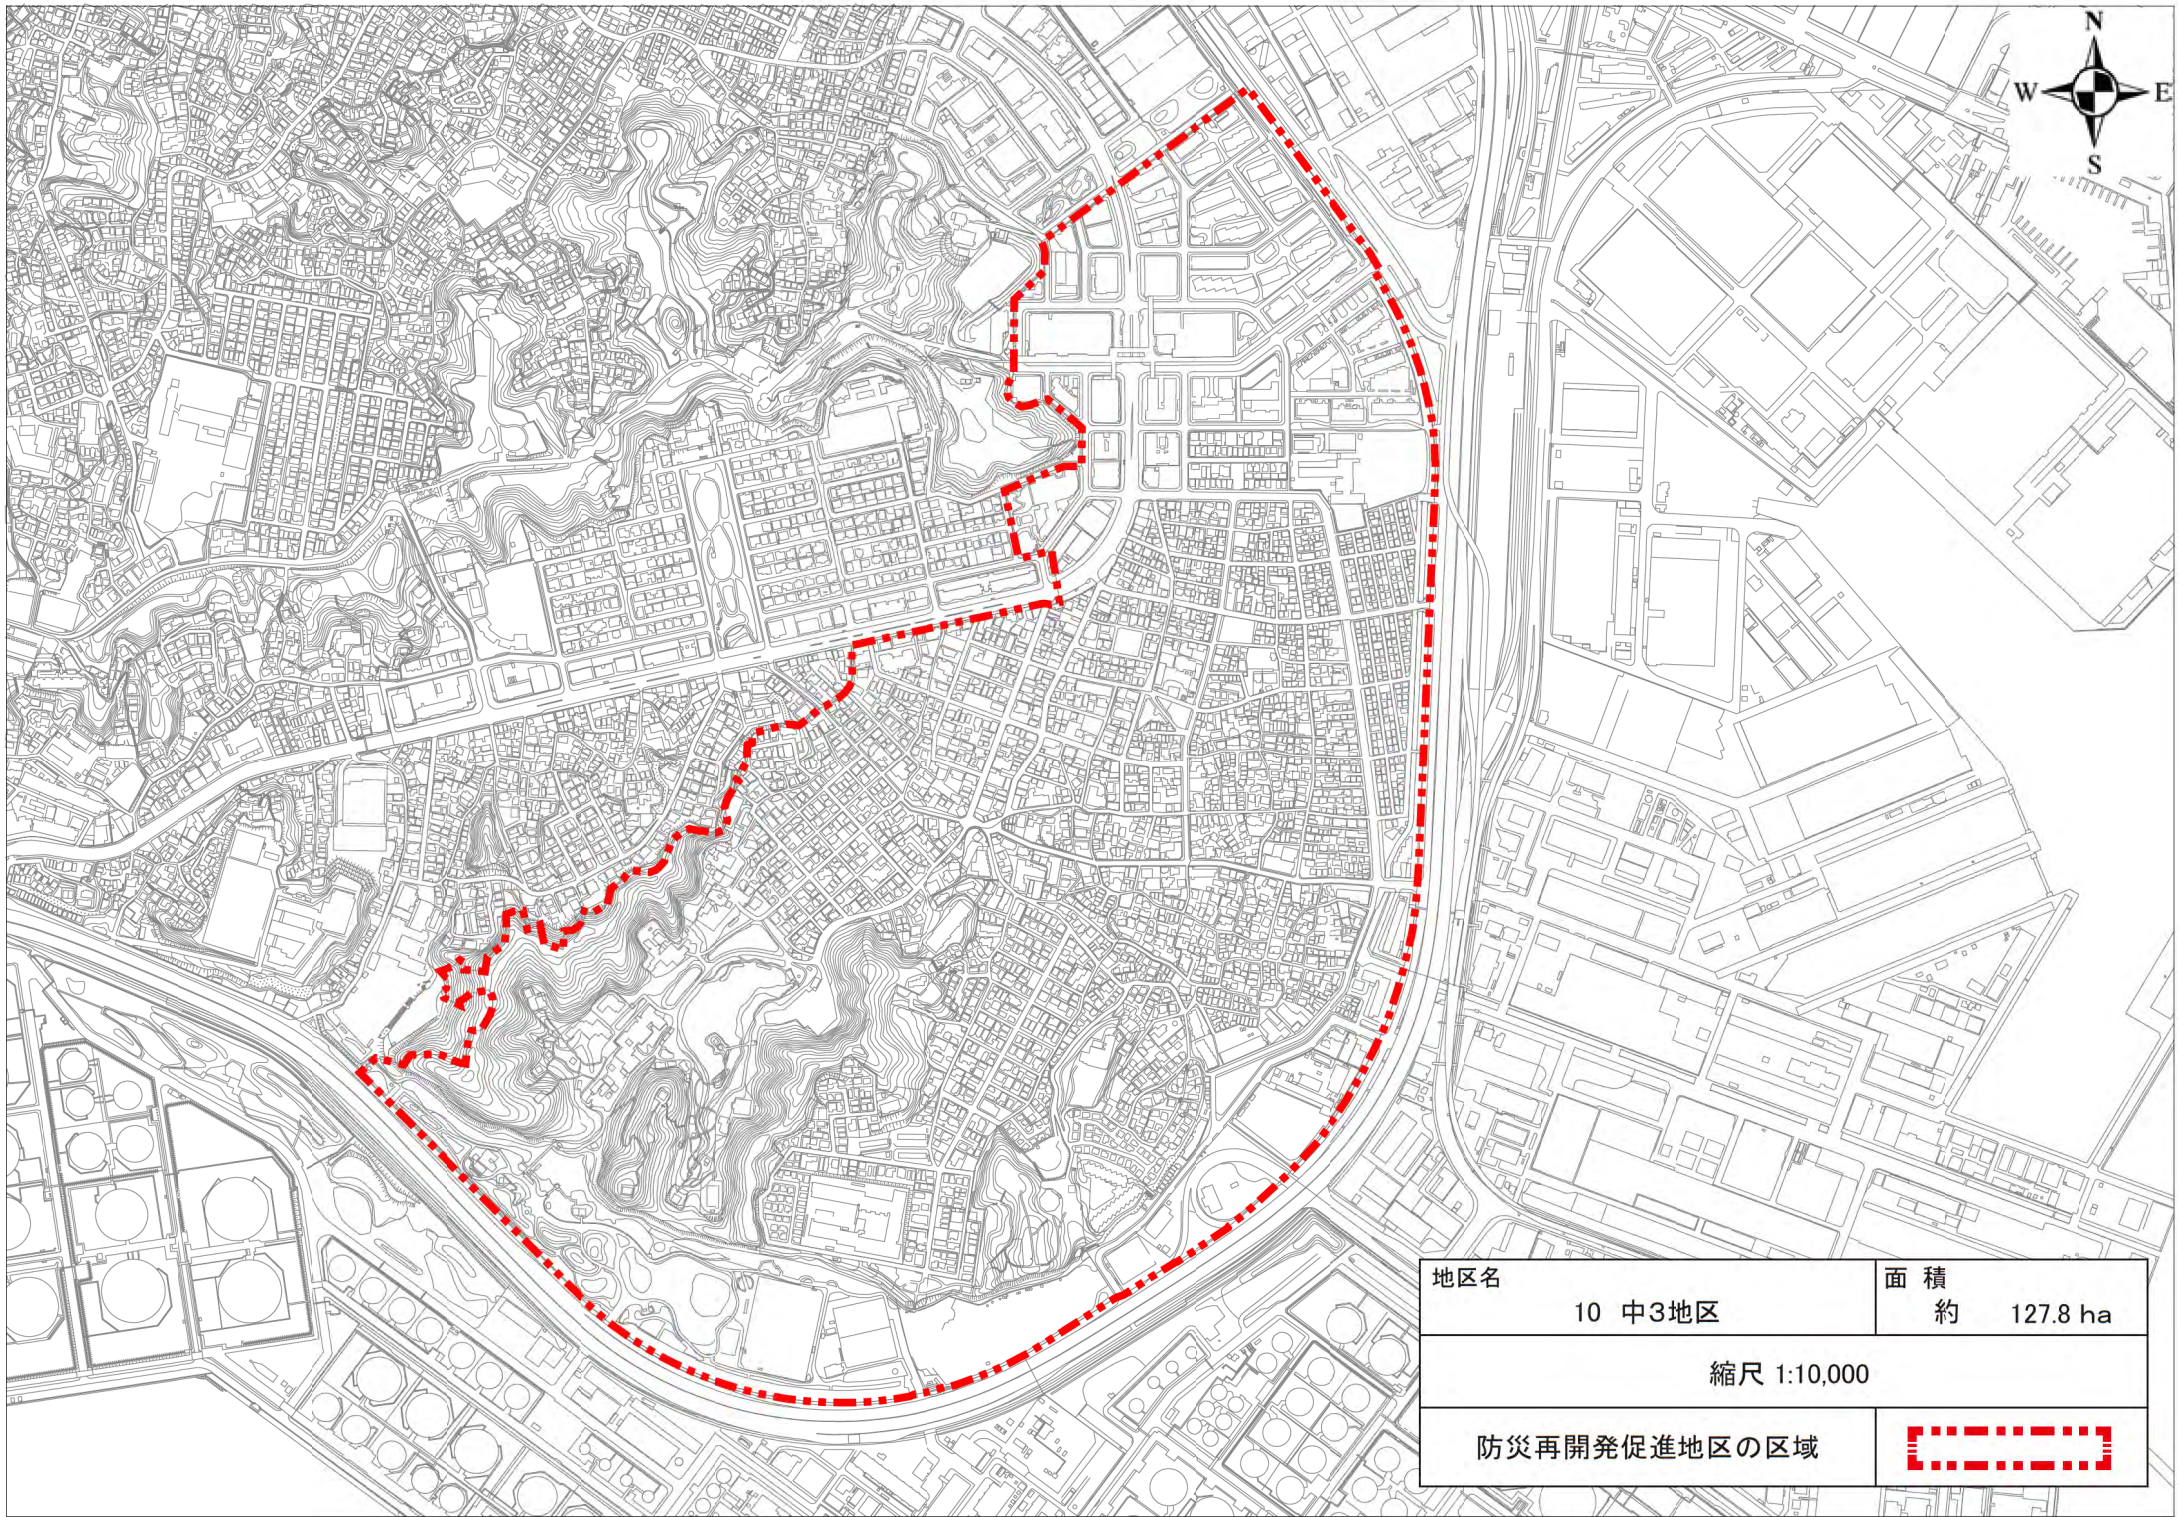 N
W E
S
地区名
10 中3地区
面 積
約 127.8 ha
縮尺 1:10,000
防災再開発促進地区の区域